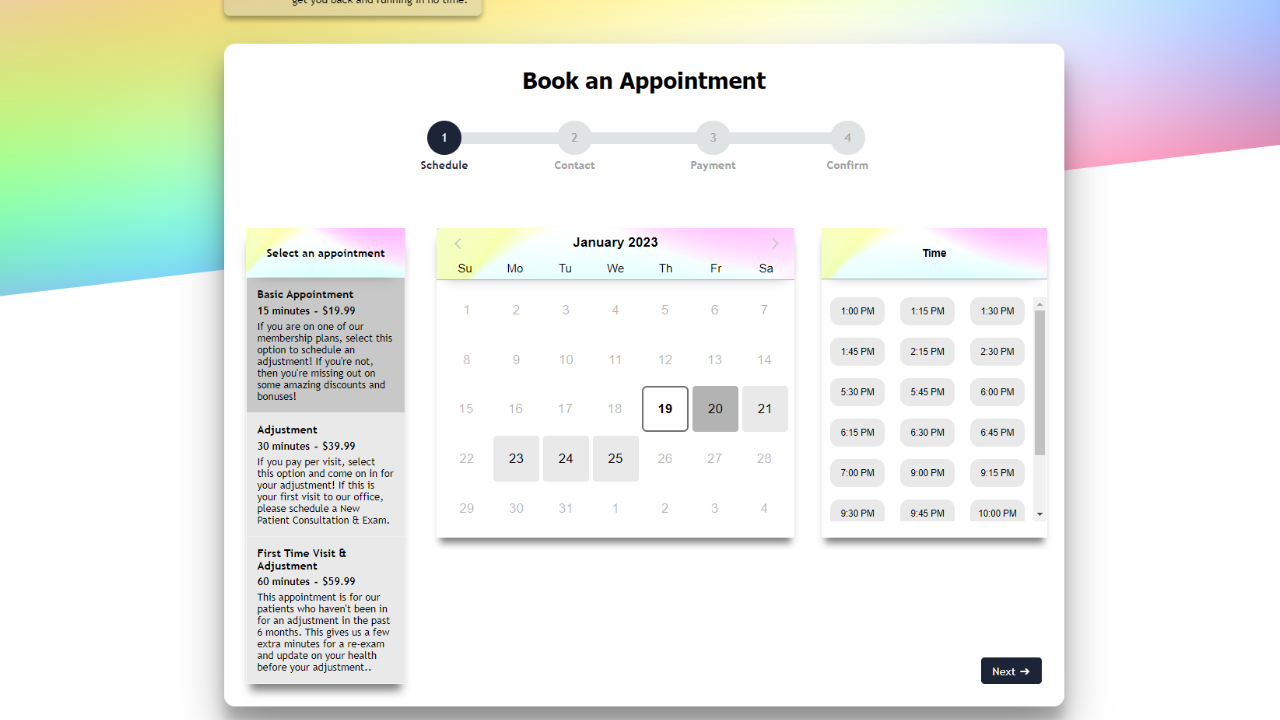 get you back and running in no time.
Book an Appointment
1 2 3 4
Schedule Contact Payment Confirm
Select an appointment
Basic Appointment
15 minutes - $19.99
If you are on one of our
membership plans, select this
option to schedule an
adjustment! If you're not,
then you're missing out on
some amazing discounts and
bonuses!
Adjustment
30 minutes - $39.99
If you pay per visit, select
this option and come on in for
your adjustment! If this is
your first visit to our office,
please schedule a New
Patient Consultation & Exam.
First Time Visit &
Adjustment
60 minutes - $59.99
This appointment is for our
patients who haven't been in
for an adjustment in the past
6 months. This gives us a few
extra minutes for a re-exam
and update on your health
before your adjustment..
January 2023
Su Mo Tu We Th Fr Sa
1 2 3 4 5 6 7
8 9 10 11 12 13 14
15 16 17 18 19 20 21
22 23 24 25 26 27 28
29 30 31 1 2 3 4
Time
1:00 PM 1:15 PM 1:30 PM
1:45 PM 2:15 PM 2:30 PM
5:30 PM 5:45 PM 6:00 PM
6:15 PM 6:30 PM 6:45 PM
7:00 PM 9:00 PM 9:15 PM
9:30 PM 9:45 PM 10:00 PM
Next →